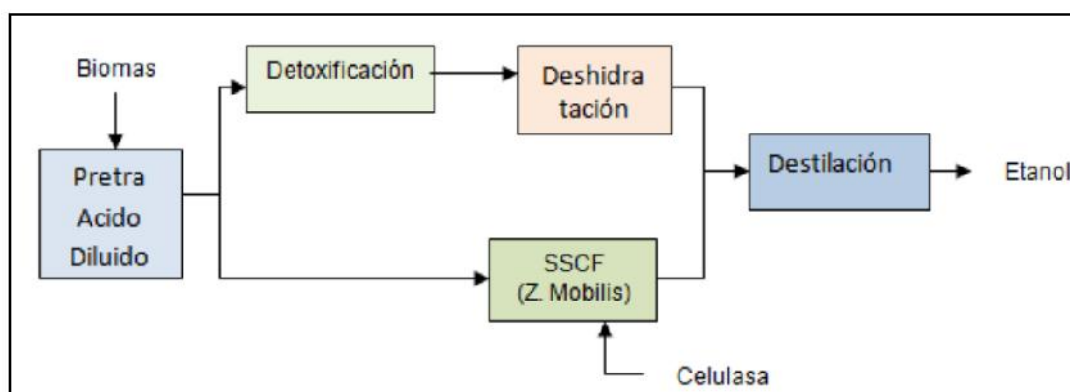 Biomas
Pretra
Acido
Diluido
Detoxificación
Deshidra
tación
SSCF
(Z. Mobilis)
Celulasa
Destilación
Etanol